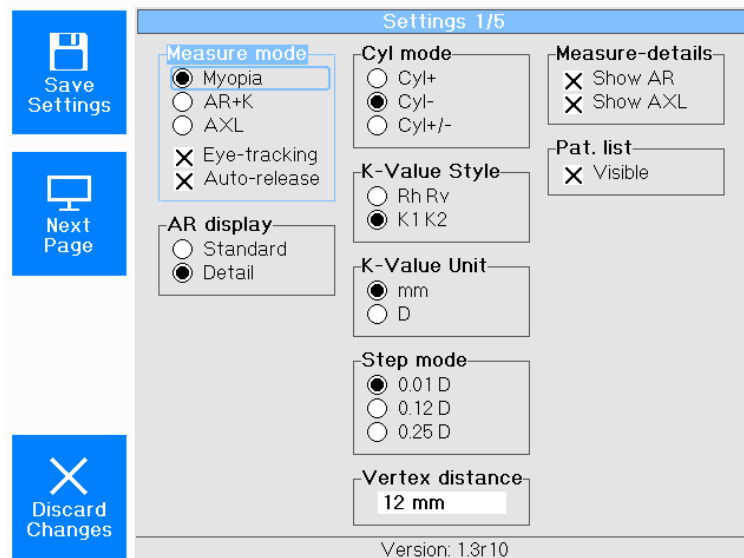 Settings 1/5
Save
Settings
Next
Page
Discard
Changes
Measure mode
Myopia
AR+K
AXL
Eye-tracking
Auto-release
AR display
Standard
Detail
Cyl mode
Cyl+
Cyl-
Cyl+/-
K-Value Style
Rh Rv
K1 K2
K-Value Unit
mm
D
Step mode
0.01 D
0.12 D
0.25 D
Vertex distance
12 mm
Measure-details
Show AR
Show AXL
Pat. list
Visible
Version: 1.3r10